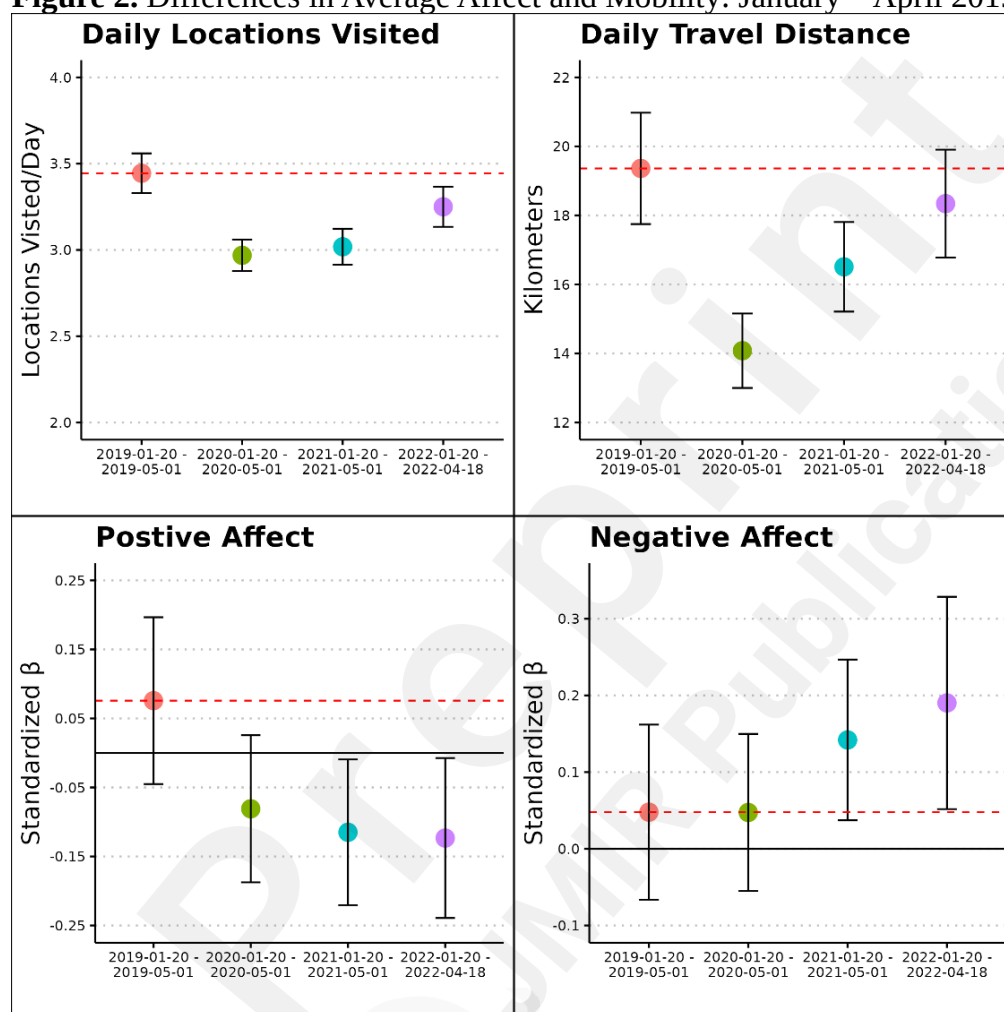 Figure 2. Differences in Average Affect and Mobility: January – April 201
Daily Locations Visited
Locations Visted/Day
4.0
3.5
3.0
2.5
2.0
2019-01-20 - 2020-01-20 - 2021-01-20 - 2022-01-20 -
2019-05-01 2020-05-01 2021-05-01 2022-04-18
Daily Travel Distance
Kilometers
22
20
18
16
14
12
2019-01-20 - 2020-01-20 - 2021-01-20 - 2022-01-20 -
2019-05-01 2020-05-01 2021-05-01 2022-04-18
Postive Affect
Standardized β
0.25
0.15
0.05
-0.05
-0.15
-0.25
2019-01-20 - 2020-01-20 - 2021-01-20 - 2022-01-20 -
2019-05-01 2020-05-01 2021-05-01 2022-04-18
Negative Affect
Standardized β
0.3
0.2
0.1
0.0
-0.1
2019-01-20 - 2020-01-20 - 2021-01-20 - 2022-01-20 -
2019-05-01 2020-05-01 2021-05-01 2022-04-18
Preprint
JMIR Publicatio